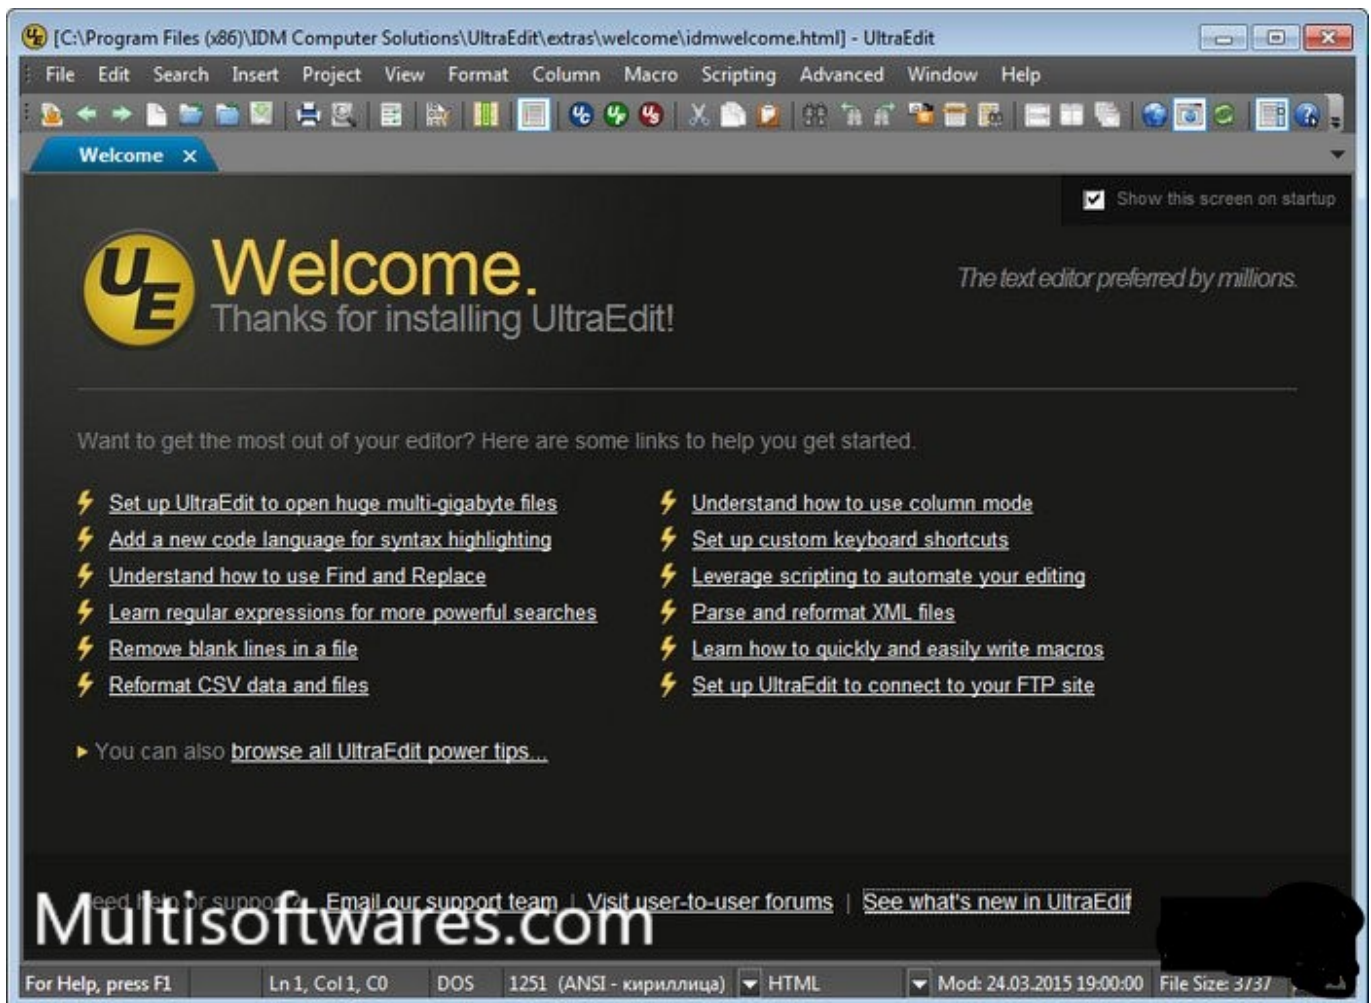 [C:\Program Files (x86)\IDM Computer Solutions\UltraEdit\extras\welcome\idmwelcome.html] - UltraEdit
File Edit Search Insert Project View Format Column Macro Scripting Advanced Window Help
Welcome
Show this screen on startup
UE
Welcome.
Thanks for installing UltraEdit!
The text editor preferred by millions.
Want to get the most out of your editor? Here are some links to help you get started.
Set up UltraEdit to open huge multi-gigabyte files
Add a new code language for syntax highlighting
Understand how to use Find and Replace
Learn regular expressions for more powerful searches
Remove blank lines in a file
Reformat CSV data and files
Understand how to use column mode
Set up custom keyboard shortcuts
Leverage scripting to automate your editing
Parse and reformat XML files
Learn how to quickly and easily write macros
Set up UltraEdit to connect to your FTP site
You can also browse all UltraEdit power tips...
Need help or support? Email our support team | Visit user-to-user forums | See what's new in UltraEdit
Multisoftwares.com
For Help, press F1 Ln 1, Col 1, C0 DOS 1251 (ANSI - кириллица) HTML Mod: 24.03.2015 19:00:00 File Size: 3737